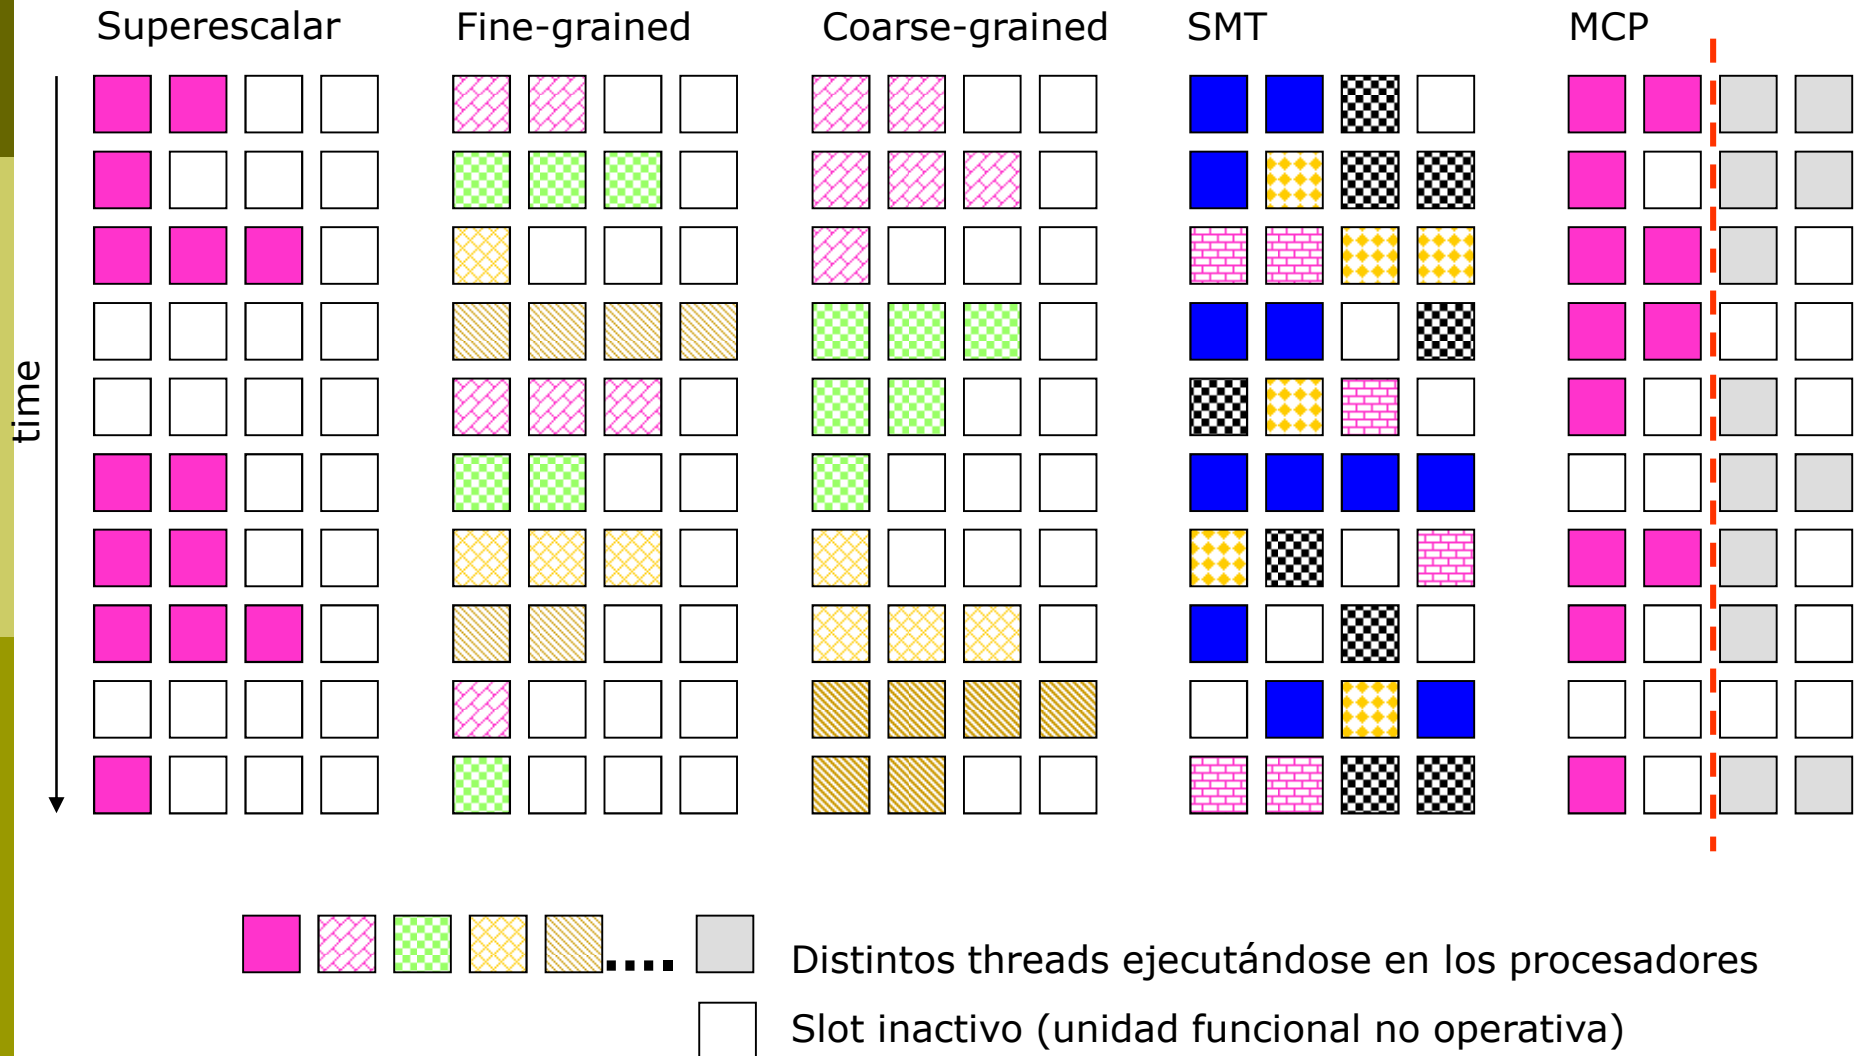 Superescalar
Fine-grained
Coarse-grained
SMT
MCP
time
Distintos threads ejecutándose en los procesadores
Slot inactivo (unidad funcional no operativa)